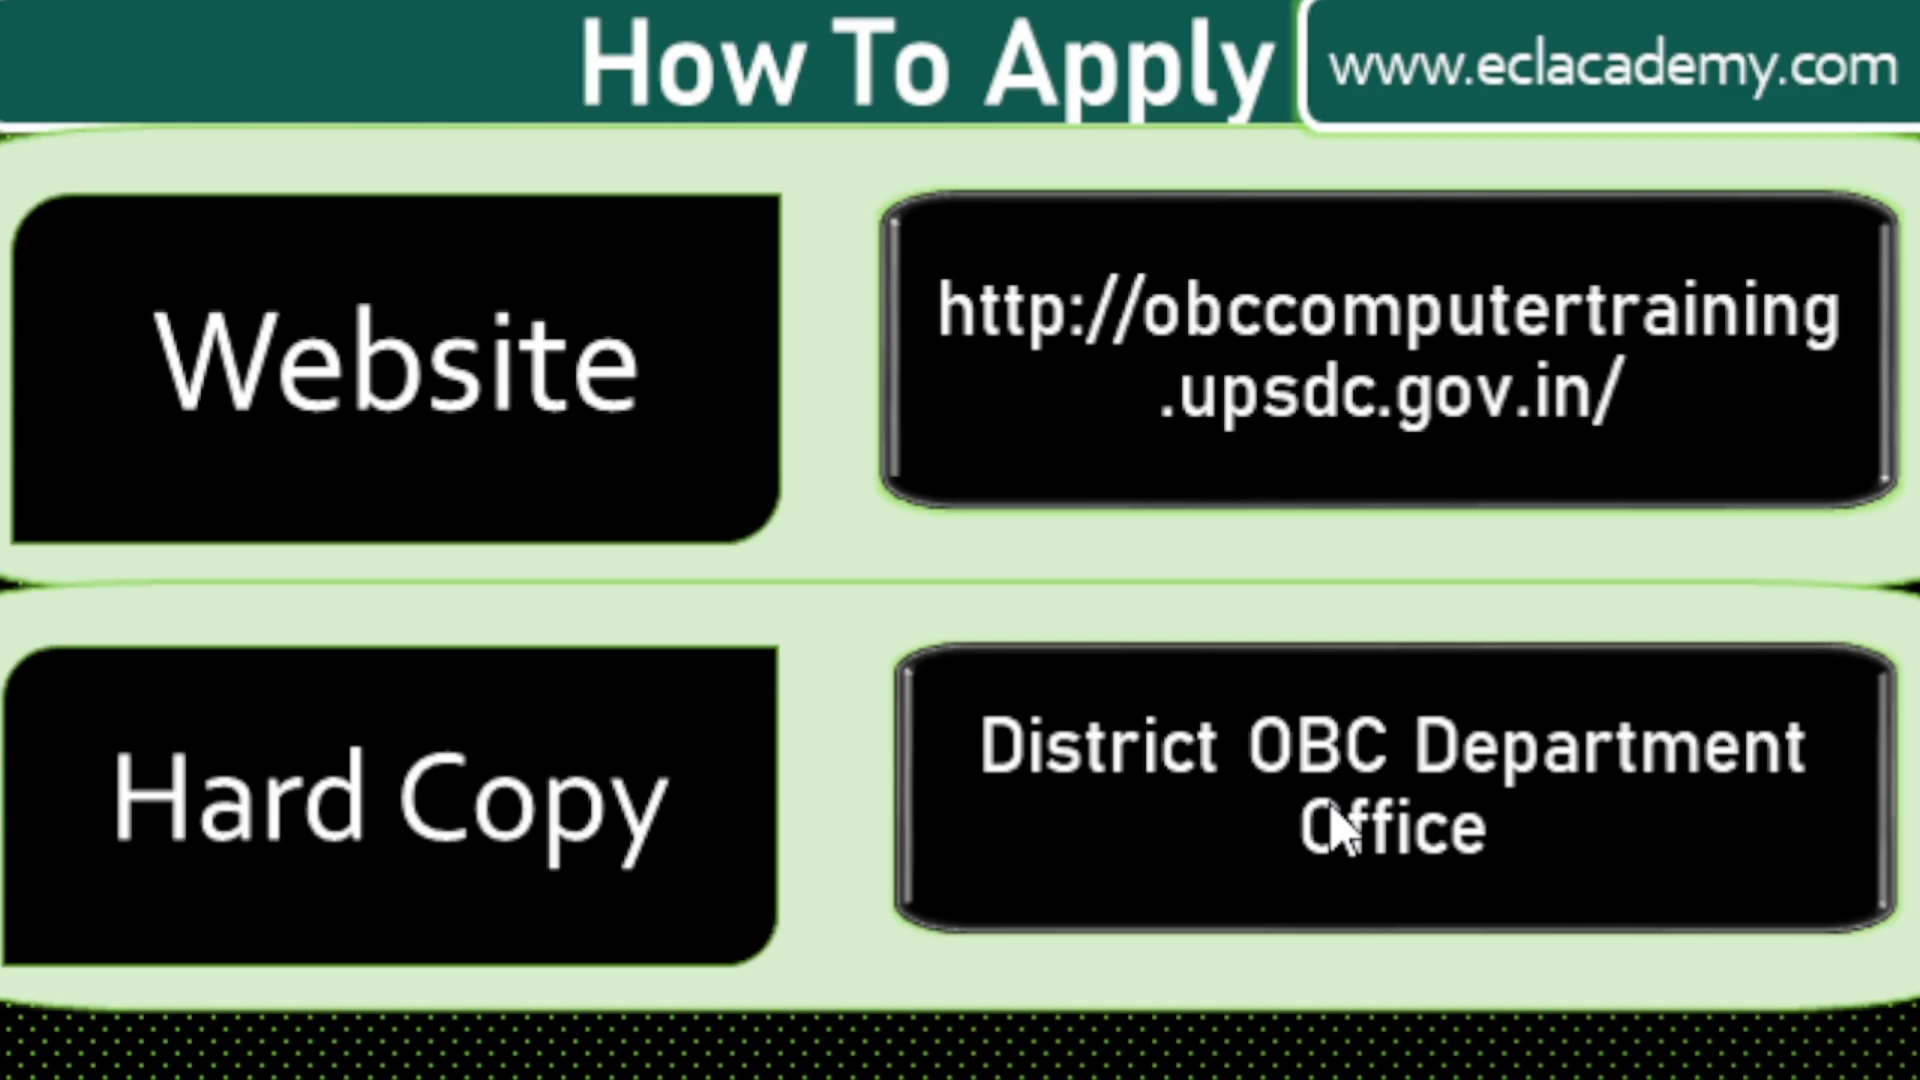 How To Apply
www.eclacademy.com
Website
http://obccomputertraining
.upsdc.gov.in/
Hard Copy
District OBC Department
Office